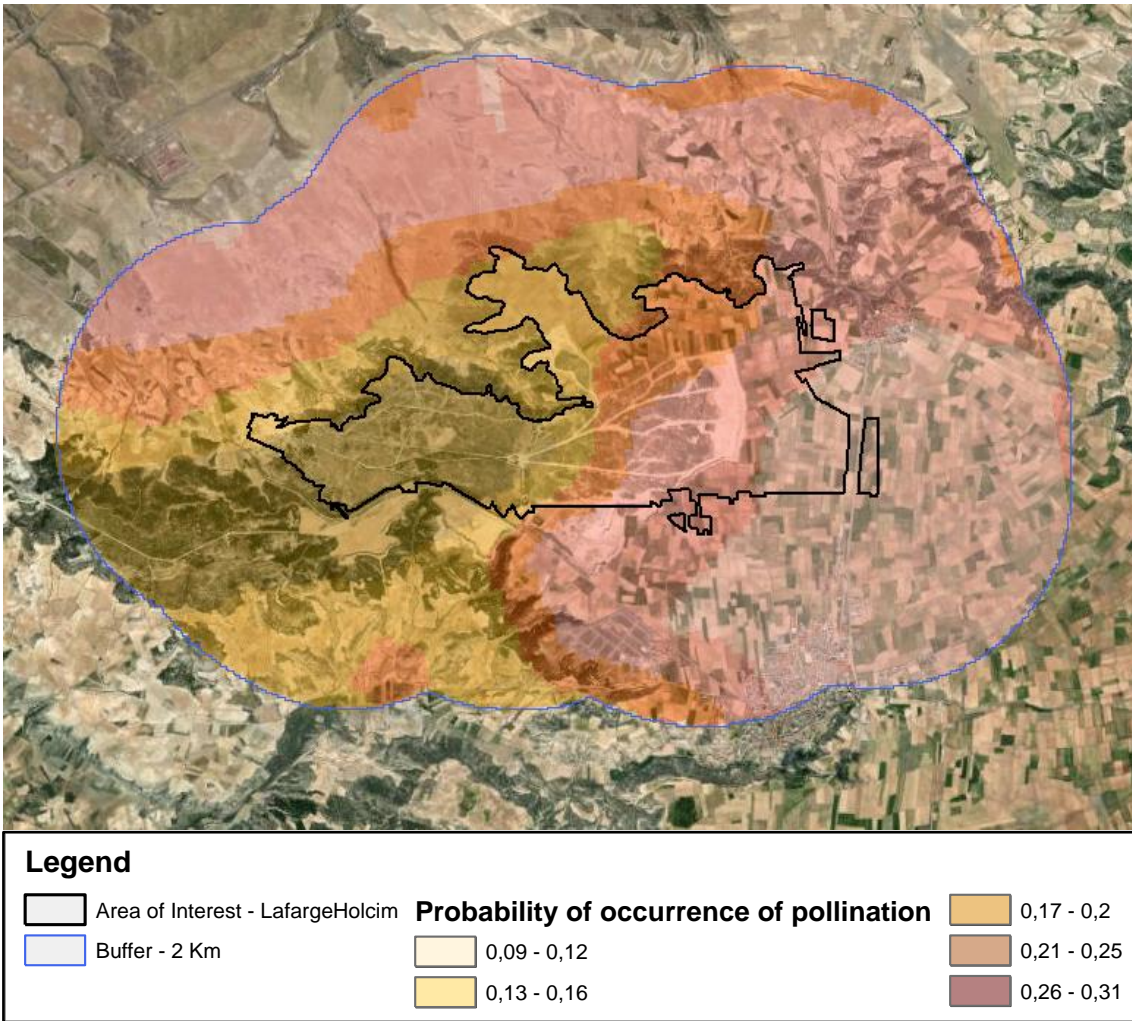 Legend
Area of Interest - LafargeHolcim
Buffer - 2 Km
Probability of occurrence of pollination
0,09 - 0,12
0,13 - 0,16
0,17 - 0,2
0,21 - 0,25
0,26 - 0,31